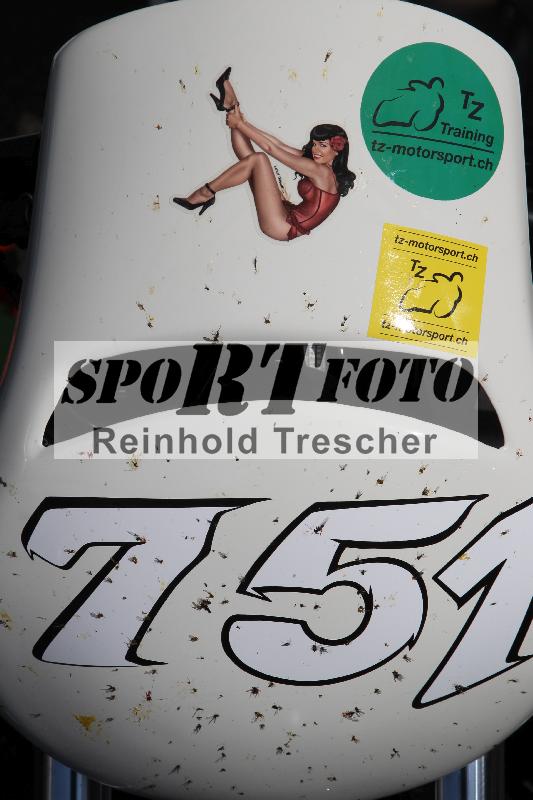 TZ
Training
tz-motorsport.ch
tz-motorsport.ch
TZ
tz-motorsport.ch
SPORTFOTO
Reinhold Trescher
751